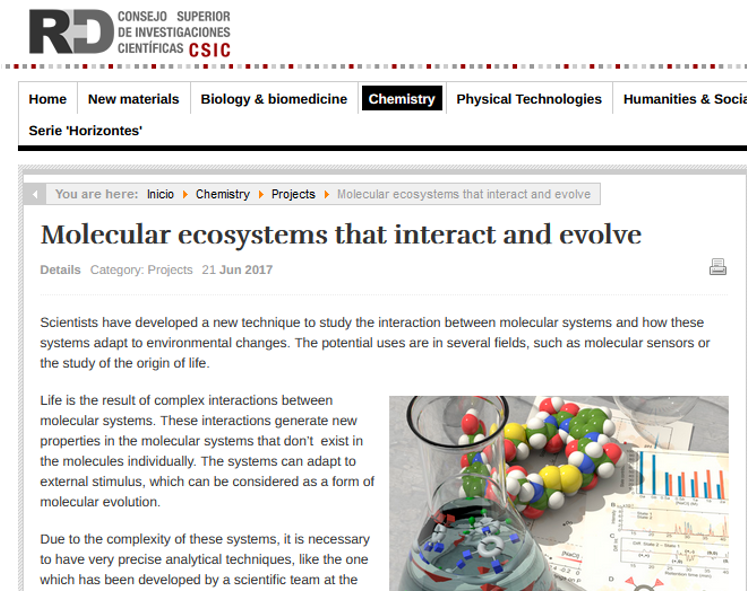 RD CONSEJO SUPERIOR
DE INVESTIGACIONES
CIENTÍFICAS CSIC
Home New materials Biology & biomedicine Chemistry Physical Technologies Humanities & Socia
Serie 'Horizontes'
You are here: Inicio Chemistry Projects Molecular ecosystems that interact and evolve
Molecular ecosystems that interact and evolve
Details Category: Projects 21 Jun 2017
Scientists have developed a new technique to study the interaction between molecular systems and how these
systems adapt to environmental changes. The potential uses are in several fields, such as molecular sensors or
the study of the origin of life.
Life is the result of complex interactions between
molecular systems. These interactions generate new
properties in the molecular systems that don't exist in
the molecules individually. The systems can adapt to
external stimulus, which can be considered as a form of
molecular evolution.
Due to the complexity of these systems, it is necessary
to have very precise analytical techniques, like the one
which has been developed by a scientific team at the